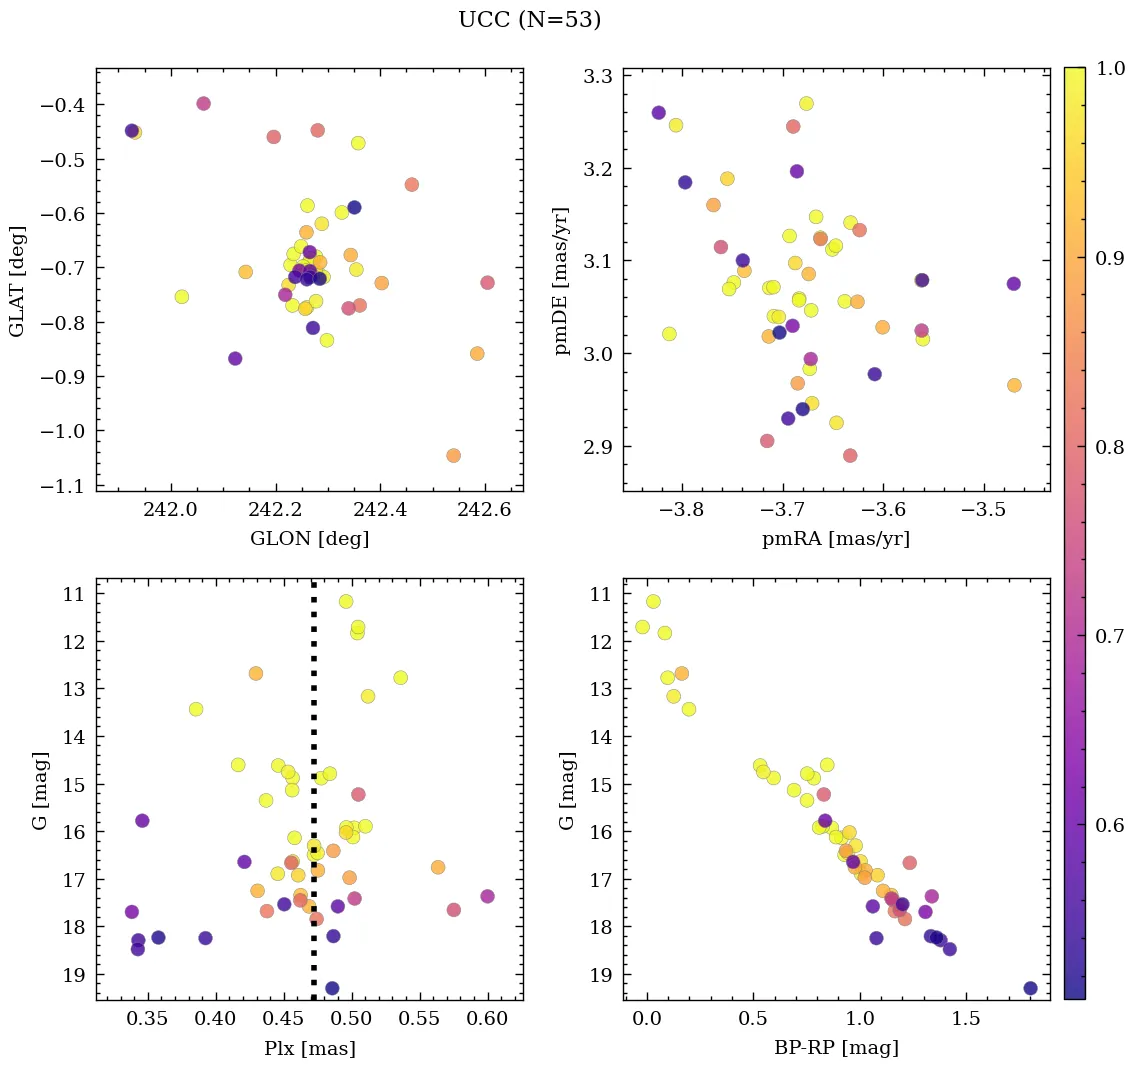 UCC (N=53)
−0.4
−0.5
−0.6
−0.7
−0.8
−0.9
−1.0
−1.1
GLAT [deg]
242.0 242.2 242.4 242.6
GLON [deg]
3.3
3.2
3.1
3.0
2.9
pmDE [mas/yr]
−3.8 −3.7 −3.6 −3.5
pmRA [mas/yr]
1.0
0.9
0.8
0.7
0.6
11
12
13
14
15
16
17
18
19
G [mag]
0.35 0.40 0.45 0.50 0.55 0.60
Plx [mas]
11
12
13
14
15
16
17
18
19
G [mag]
0.0 0.5 1.0 1.5
BP-RP [mag]